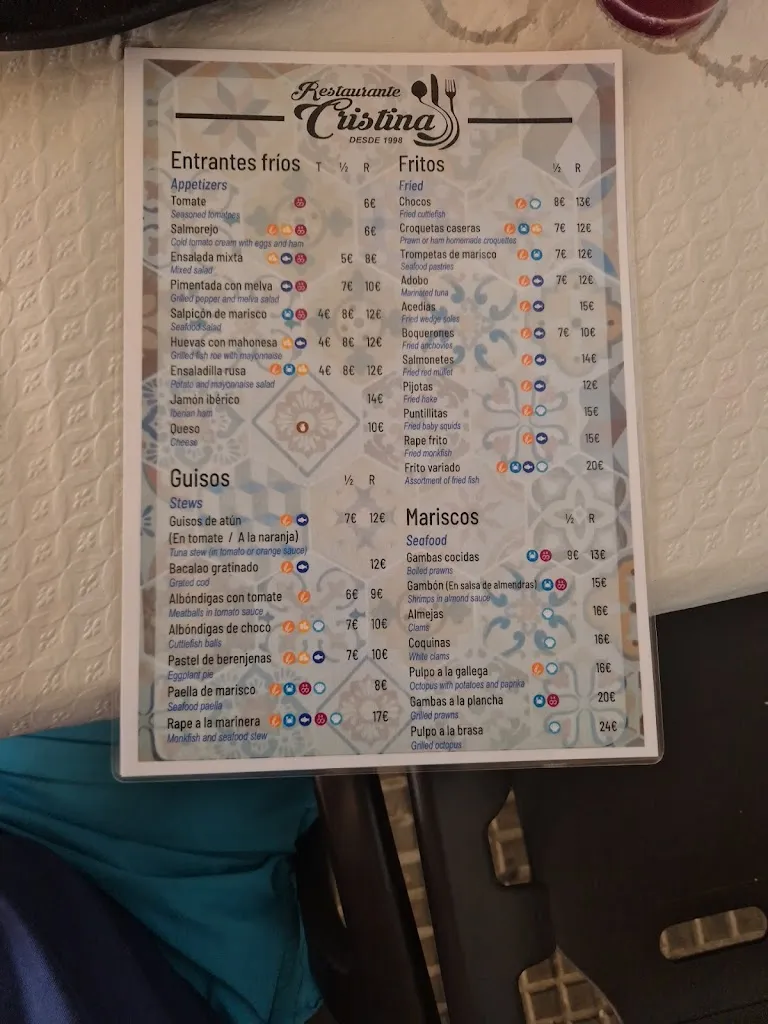 Restaurante
Cristina
DESDE 1998
Entrantes fríos T ½ R
Appetizers
Tomate 6€
Seasoned tomatoes
Salmorejo 6€
Cold tomato cream with eggs and ham
Ensalada mixta 5€ 8€
Mixed salad
Pimentada con melva 7€ 10€
Grilled pepper and melva salad
Salpicón de marisco 4€ 8€ 12€
Seafood salad
Huevas con mahonesa 4€ 8€ 12€
Grilled fish roe with mayonnaise
Ensaladilla rusa 4€ 8€ 12€
Potato and mayonnaise salad
Jamón ibérico 14€
Iberian ham
Queso 10€
Cheese
Guisos ½ R
Stews
Guisos de atún 7€ 12€
(En tomate / A la naranja)
Tuna stew (in tomato or orange sauce)
Bacalao gratinado 12€
Grated cod
Albóndigas con tomate 6€ 9€
Meatballs in tomato sauce
Albóndigas de choco 7€ 10€
Cuttlefish balls
Pastel de berenjenas 7€ 10€
Eggplant pie
Paella de marisco 8€
Seafood paella
Rape a la marinera 17€
Monkfish and seafood stew
Fritos ½ R
Fried
Chocos 8€ 13€
Fried cuttlefish
Croquetas caseras 7€ 12€
Prawn or ham homemade croquettes
Trompetas de marisco 7€ 12€
Seafood pastries
Adobo 7€ 12€
Marinated tuna
Acedías 15€
Fried wedge soles
Boquerones 7€ 10€
Fried anchovies
Salmonetes 14€
Fried red mullet
Pijotas 12€
Fried hake
Puntillitas 15€
Fried baby squids
Rape frito 15€
Fried monkfish
Frito variado 20€
Assortment of fried fish
Mariscos ½ R
Seafood
Gambas cocidas 9€ 13€
Boiled prawns
Gambón (En salsa de almendras) 15€
Shrimps in almond sauce
Almejas 16€
Clams
Coquinas 16€
White clams
Pulpo a la gallega 16€
Octopus with potatoes and paprika
Gambas a la plancha 20€
Grilled prawns
Pulpo a la brasa 24€
Grilled octopus